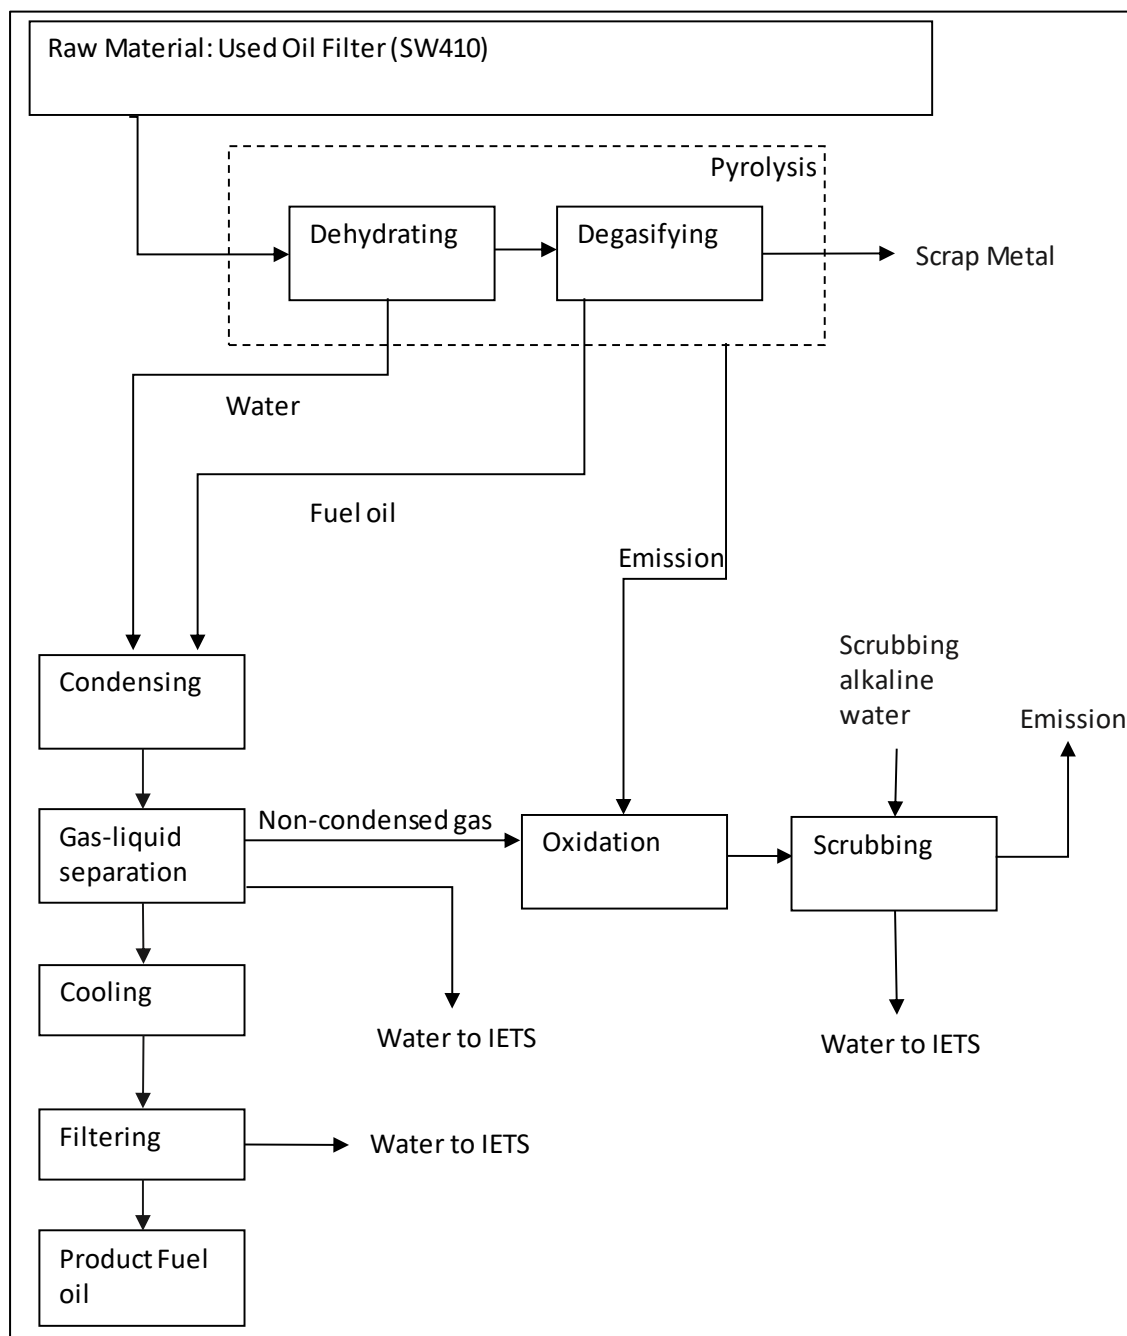 Raw Material: Used Oil Filter (SW410)
Pyrolysis
Dehydrating
Degasifying
Scrap Metal
Water
Fuel oil
Emission
Condensing
Scrubbing
alkaline
water
Emission
Gas-liquid
separation
Non-condensed gas
Oxidation
Scrubbing
Cooling
Water to IETS
Water to IETS
Filtering
Water to IETS
Product Fuel
oil